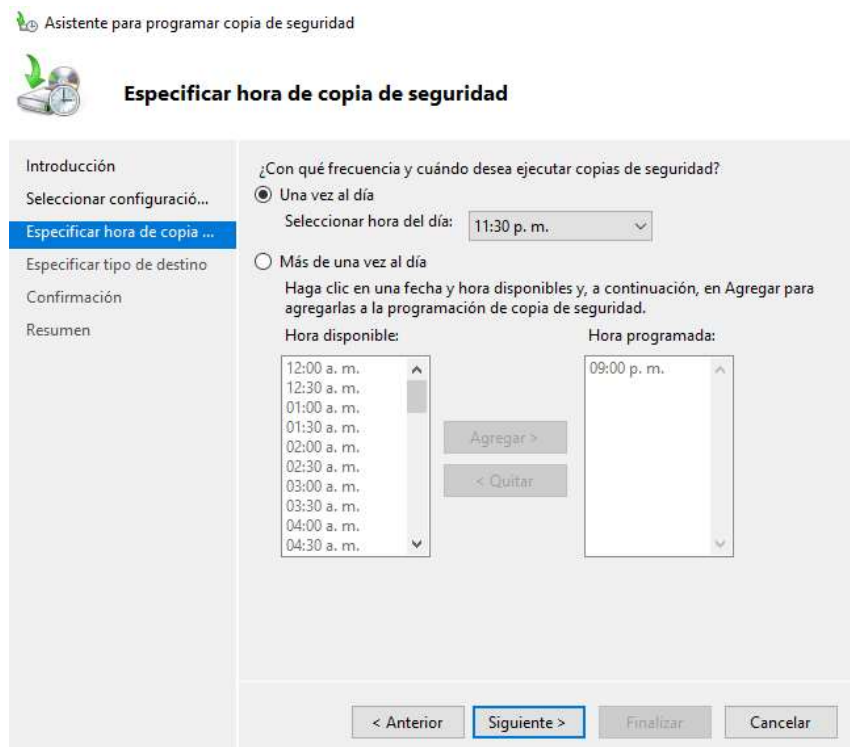 Asistente para programar copia de seguridad
Especificar hora de copia de seguridad
Introducción
Seleccionar configuració...
Especificar hora de copia ...
Especificar tipo de destino
Confirmación
Resumen
¿Con qué frecuencia y cuándo desea ejecutar copias de seguridad?
Una vez al día
Seleccionar hora del día:
11:30 p. m.
Más de una vez al día
Haga clic en una fecha y hora disponibles y, a continuación, en Agregar para
agregarlas a la programación de copia de seguridad.
Hora disponible:
12:00 a. m.
12:30 a. m.
01:00 a. m.
01:30 a. m.
02:00 a. m.
02:30 a. m.
03:00 a. m.
03:30 a. m.
04:00 a. m.
04:30 a. m.
Agregar >
< Quitar
Hora programada:
09:00 p. m.
< Anterior
Siguiente >
Finalizar
Cancelar